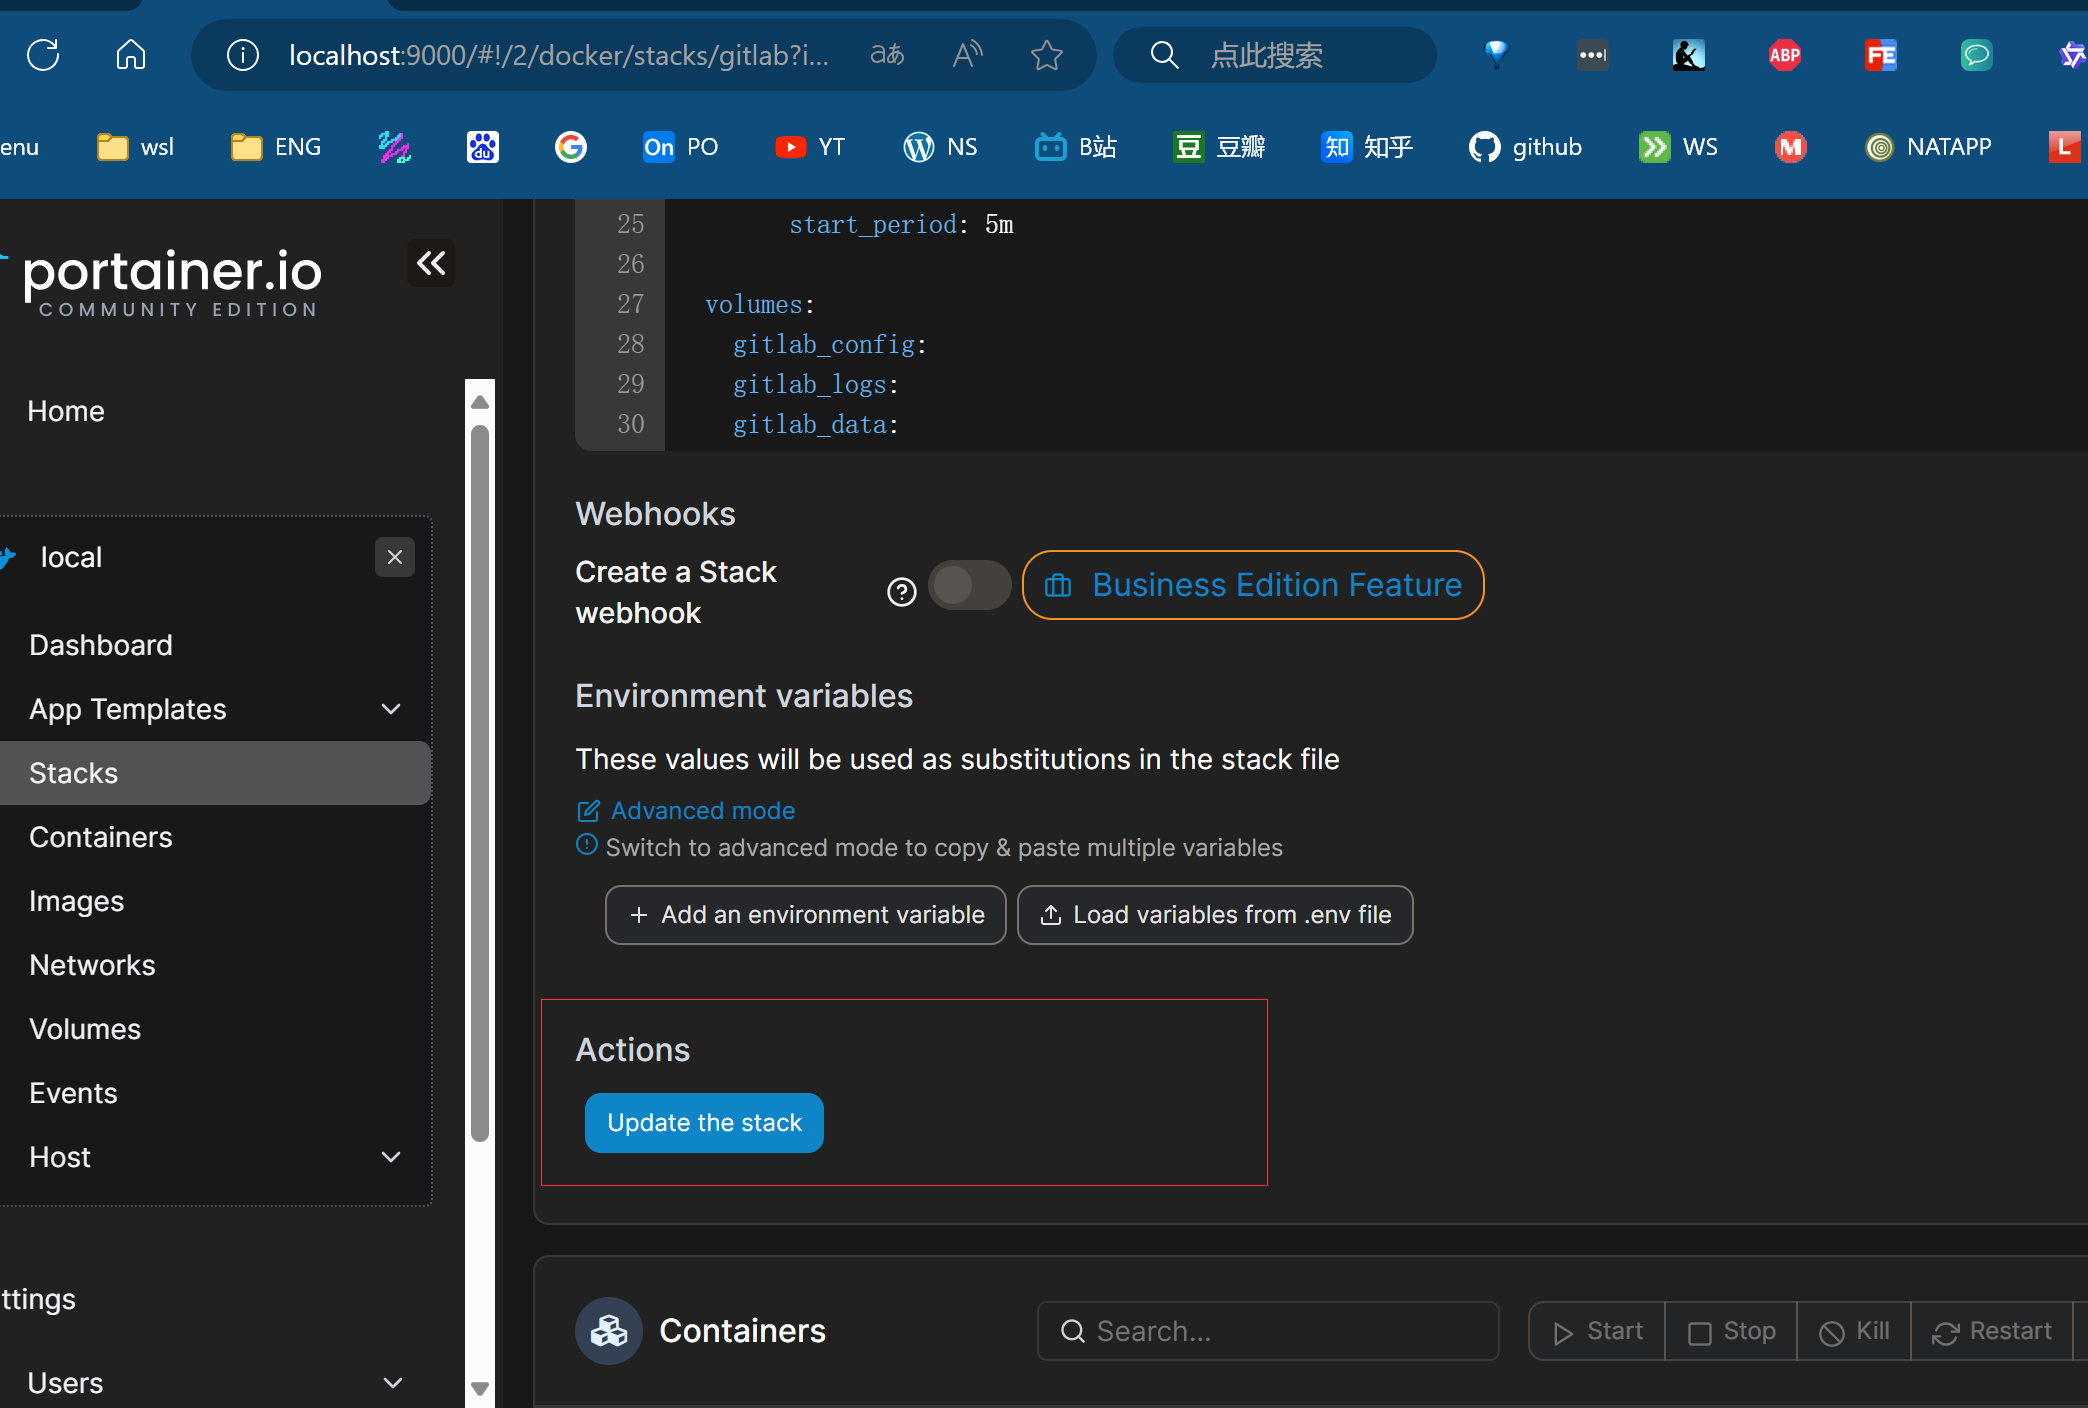 localhost:9000/#!/2/docker/stacks/gitlab?i...
aあ
A
点此搜索
ABP
FE
enu
wsl
ENG
du
G
On PO
YT
NS
B站
豆 豆瓣
知 知乎
github
WS
M
NATAPP
L
portainer.io
COMMUNITY EDITION
Home
local
Dashboard
App Templates
Stacks
Containers
Images
Networks
Volumes
Events
Host
ttings
Users
25 start_period: 5m
26
27 volumes:
28 gitlab_config:
29 gitlab_logs:
30 gitlab_data:
Webhooks
Create a Stack
webhook
Business Edition Feature
Environment variables
These values will be used as substitutions in the stack file
Advanced mode
Switch to advanced mode to copy & paste multiple variables
+ Add an environment variable
Load variables from .env file
Actions
Update the stack
Containers
Search...
Start
Stop
Kill
Restart